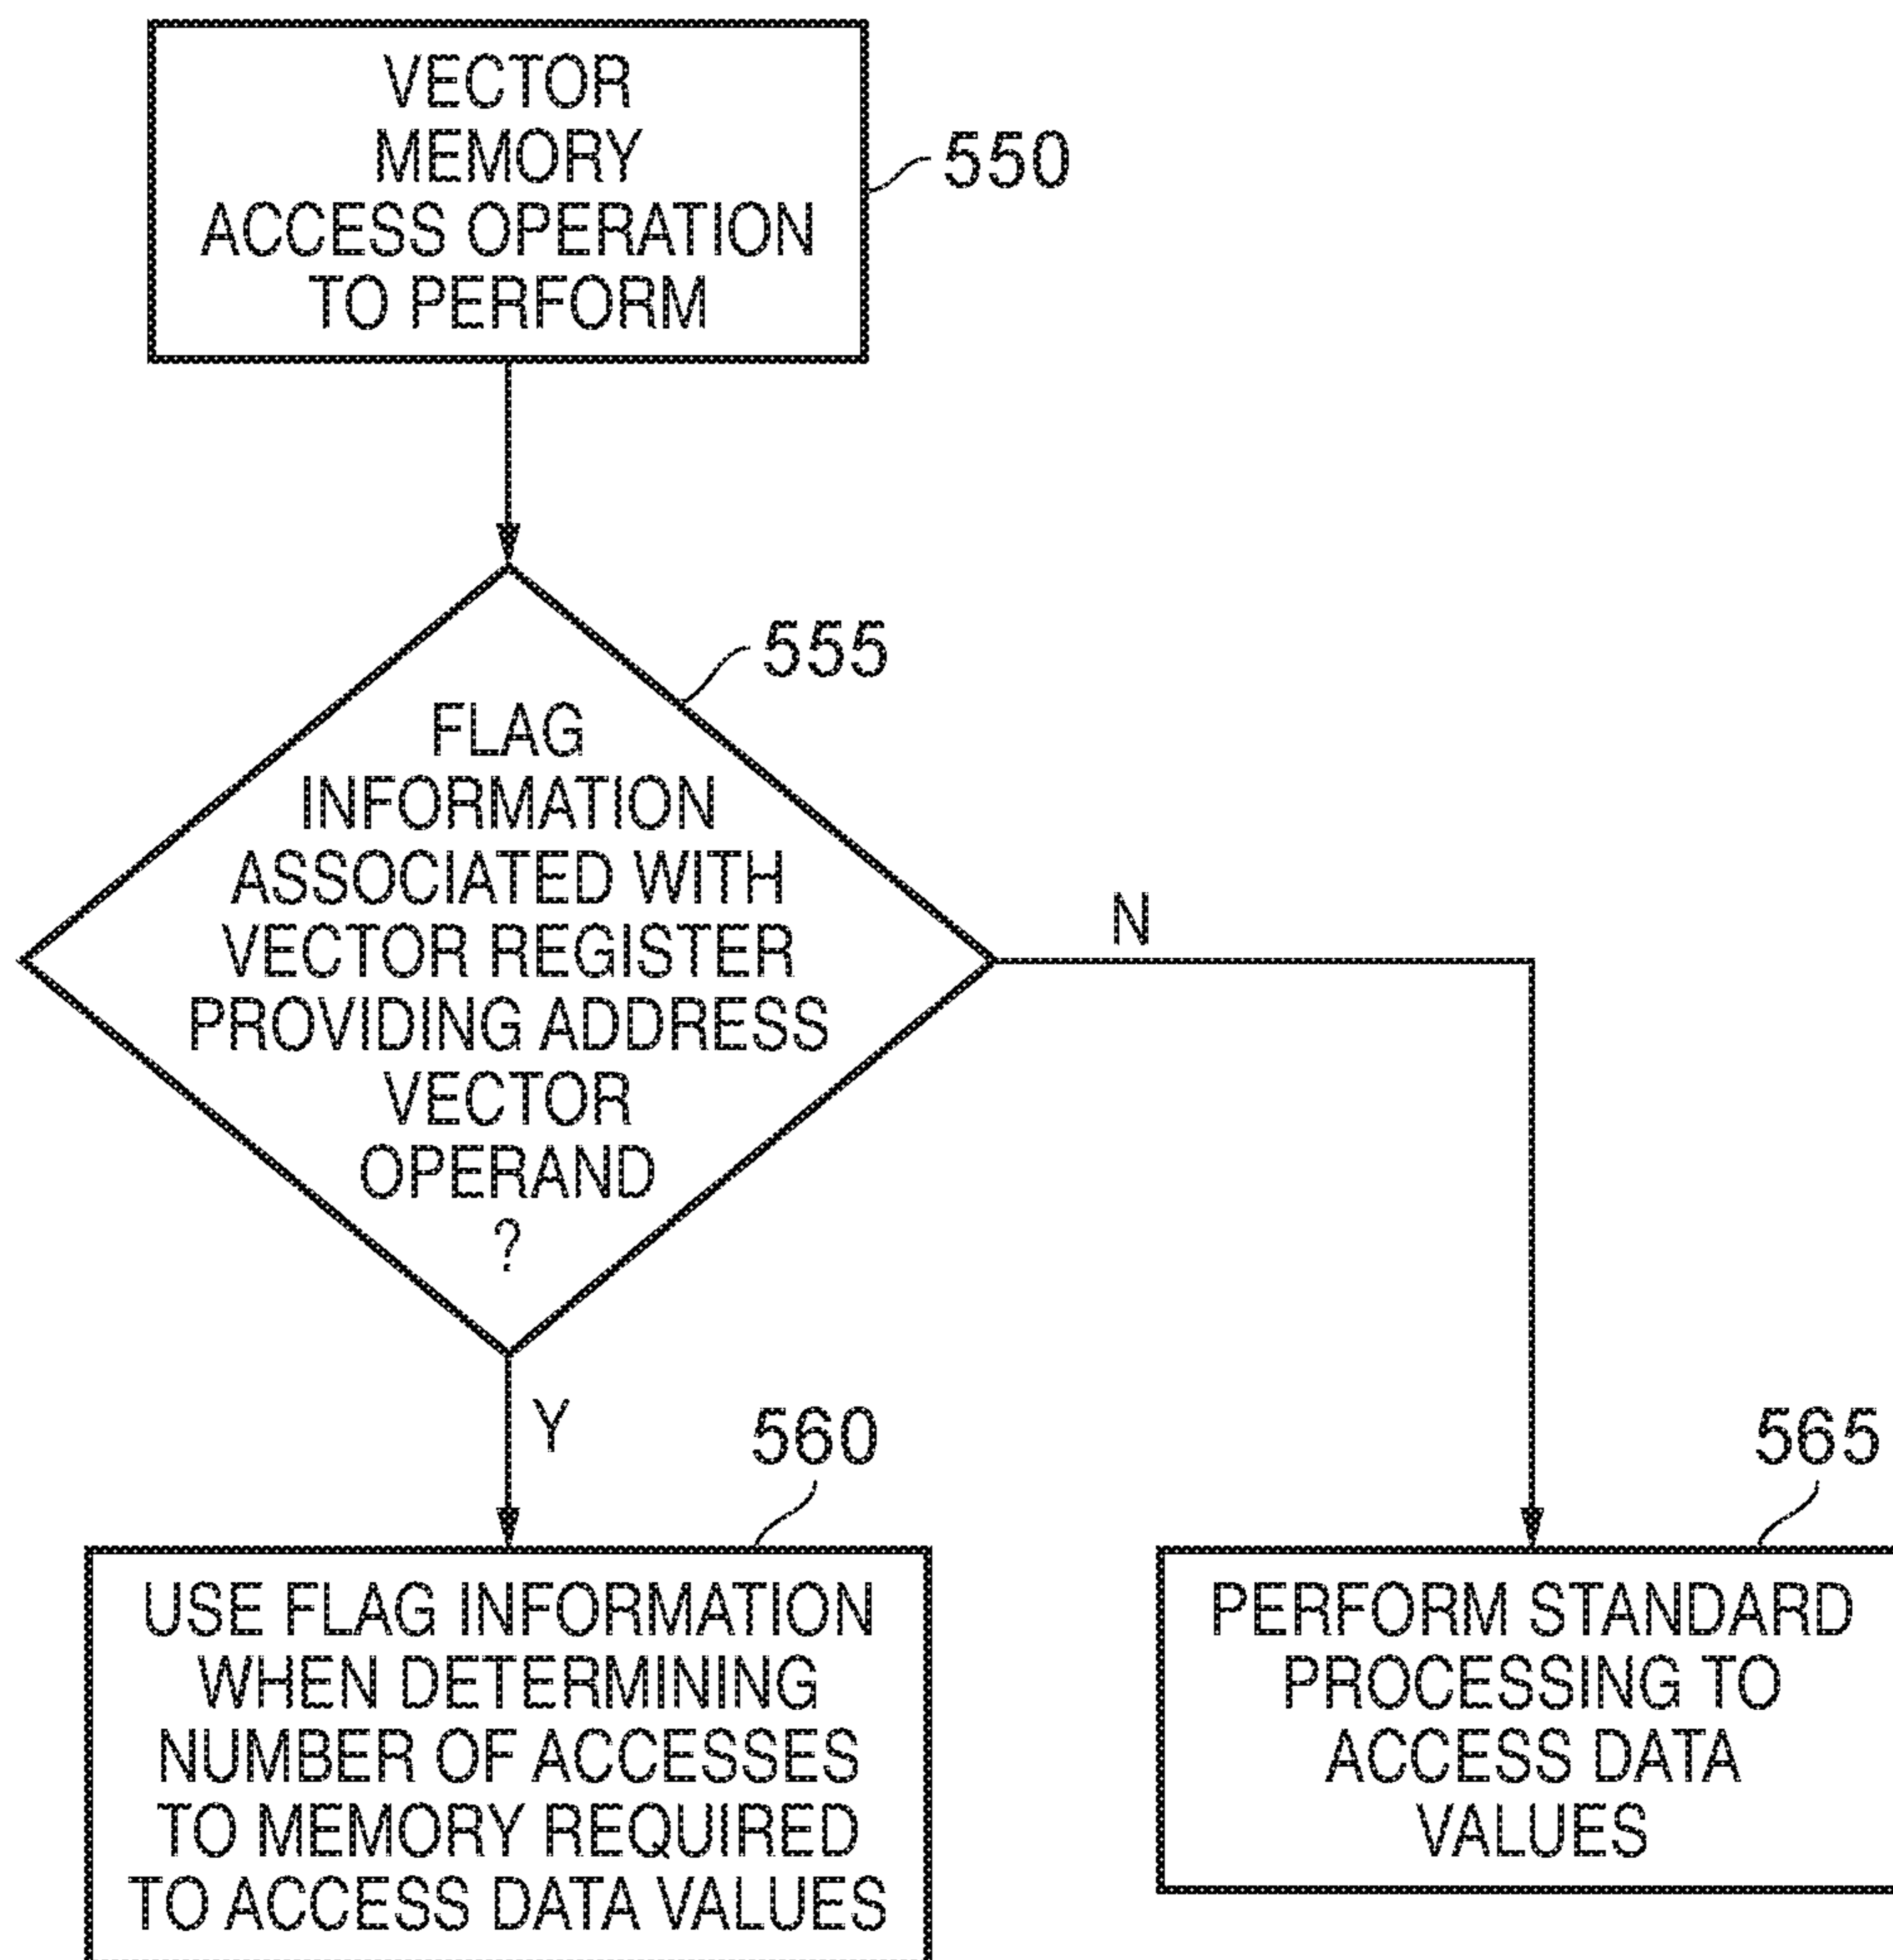 VECTOR
MEMORY
ACCESS OPERATION
TO PERFORM
550
555
FLAG
INFORMATION
ASSOCIATED WITH
VECTOR REGISTER
PROVIDING ADDRESS
VECTOR
OPERAND
?
N
Y
560
565
USE FLAG INFORMATION
WHEN DETERMINING
NUMBER OF ACCESSES
TO MEMORY REQUIRED
TO ACCESS DATA VALUES
PERFORM STANDARD
PROCESSING TO
ACCESS DATA
VALUES